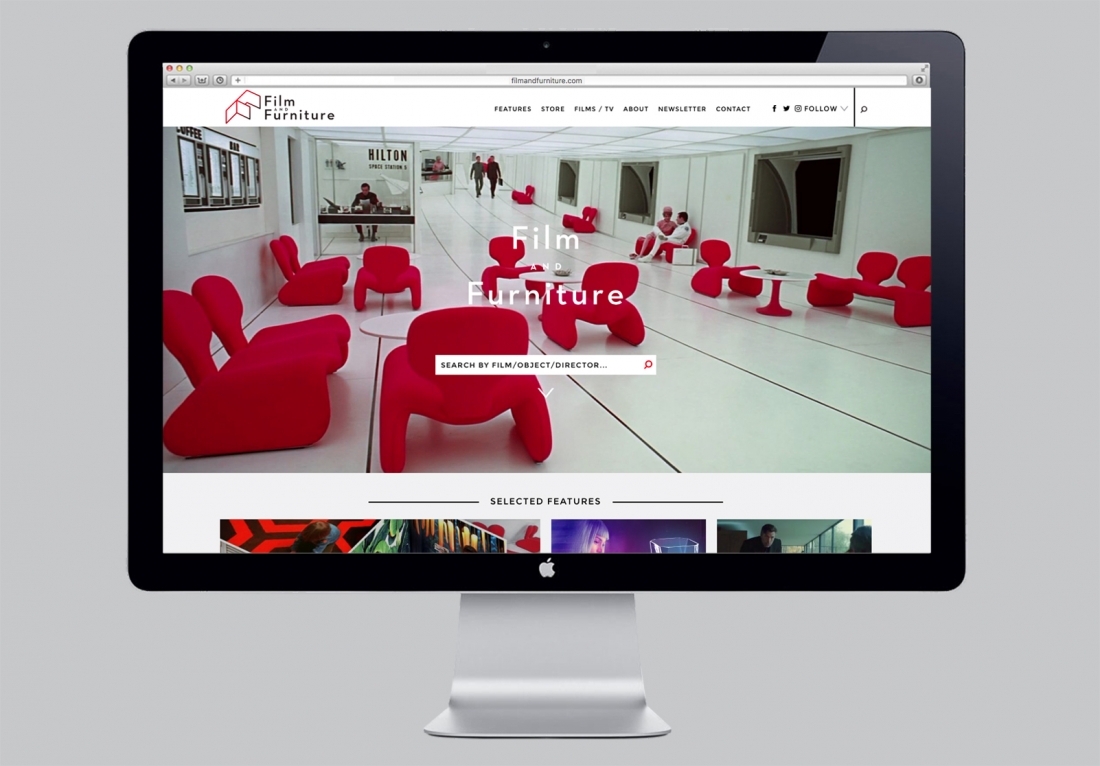 filmandfurniture.com
Film
AND
Furniture
FEATURES STORE FILMS / TV ABOUT NEWSLETTER CONTACT FOLLOW
COFFEE
BAR
HILTON
SPACE STATION 5
Film
AND
Furniture
SEARCH BY FILM/OBJECT/DIRECTOR...
SELECTED FEATURES